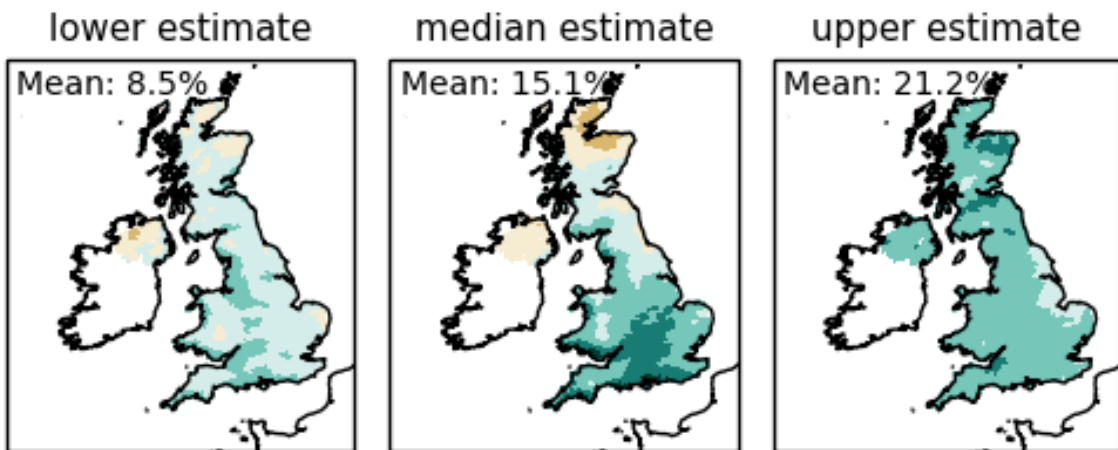 lower estimate
median estimate
upper estimate
Mean: 8.5%
Mean: 15.1%
Mean: 21.2%